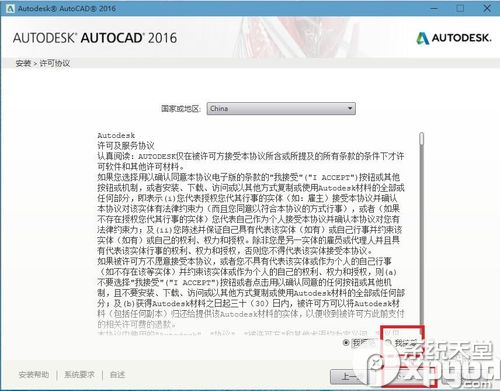 Autodesk® AutoCAD® 2016
AUTODESK® AUTOCAD® 2016
AUTODESK.
安装 > 许可协议
国家或地区:
China
Autodesk
许可及服务协议
认真阅读: AUTODESK仅在被许可方接受本协议所含或所提及的所有条款的条件下才许
可软件和其他许可材料。
如果您选择用以确认同意本协议电子版的条款的"我接受"("I ACCEPT")按钮或其他
按钮或机制,或者安装、下载、访问或以其他方式复制或使用Autodesk材料的全部或
任何部分,即表示(i)您代表授权您代其行事的实体(如:雇主)接受本协议并确认本
协议对该实体有法律约束力(而且您同意以符合本协议的方式行事),或者(如果
不存在授权您代其行事的实体)您代表自己作为个人接受本协议并确认本协议对您有
法律约束力;及(ii)您陈述并保证自己具有代表该实体(如有)或自己行事并约束该
实体(如有)或自己的权利、权力和授权。除非您是另一实体的雇员或代理人并且具
有代表该实体行事的权利、权力和授权,否则您不得代表该实体接受本协议。
如果被许可方不愿意接受本协议,或者您不具有代表该实体或作为个人的自己行事
(如不存在该等实体)并约束该实体或作为个人的自己的权利、权力和授权,则(a)
不要选择"我接受"("I ACCEPT")按钮或者点击用以确认同意的任何按钮或其他机
制,且不要安装、下载、访问或以其他方式复制或使用Autodesk材料的全部或任何部
分;及(b)获得Autodesk材料之日起三十(30)日内,被许可方可以将Autodesk材
料(包括任何副本)归还给提供该Autodesk材料的实体,以便收到被许可方此前支付
的相关许可费的退款。
我接受
安装帮助 | 系统要求 | 自述
上一
系统天堂